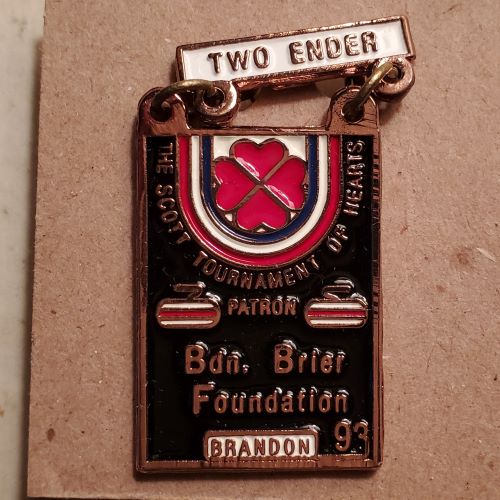 TWO ENDER
THE SCOTT TOURNAMENT OF HEARTS
PATRON
Bdn. Brier
Foundation
BRANDON 93